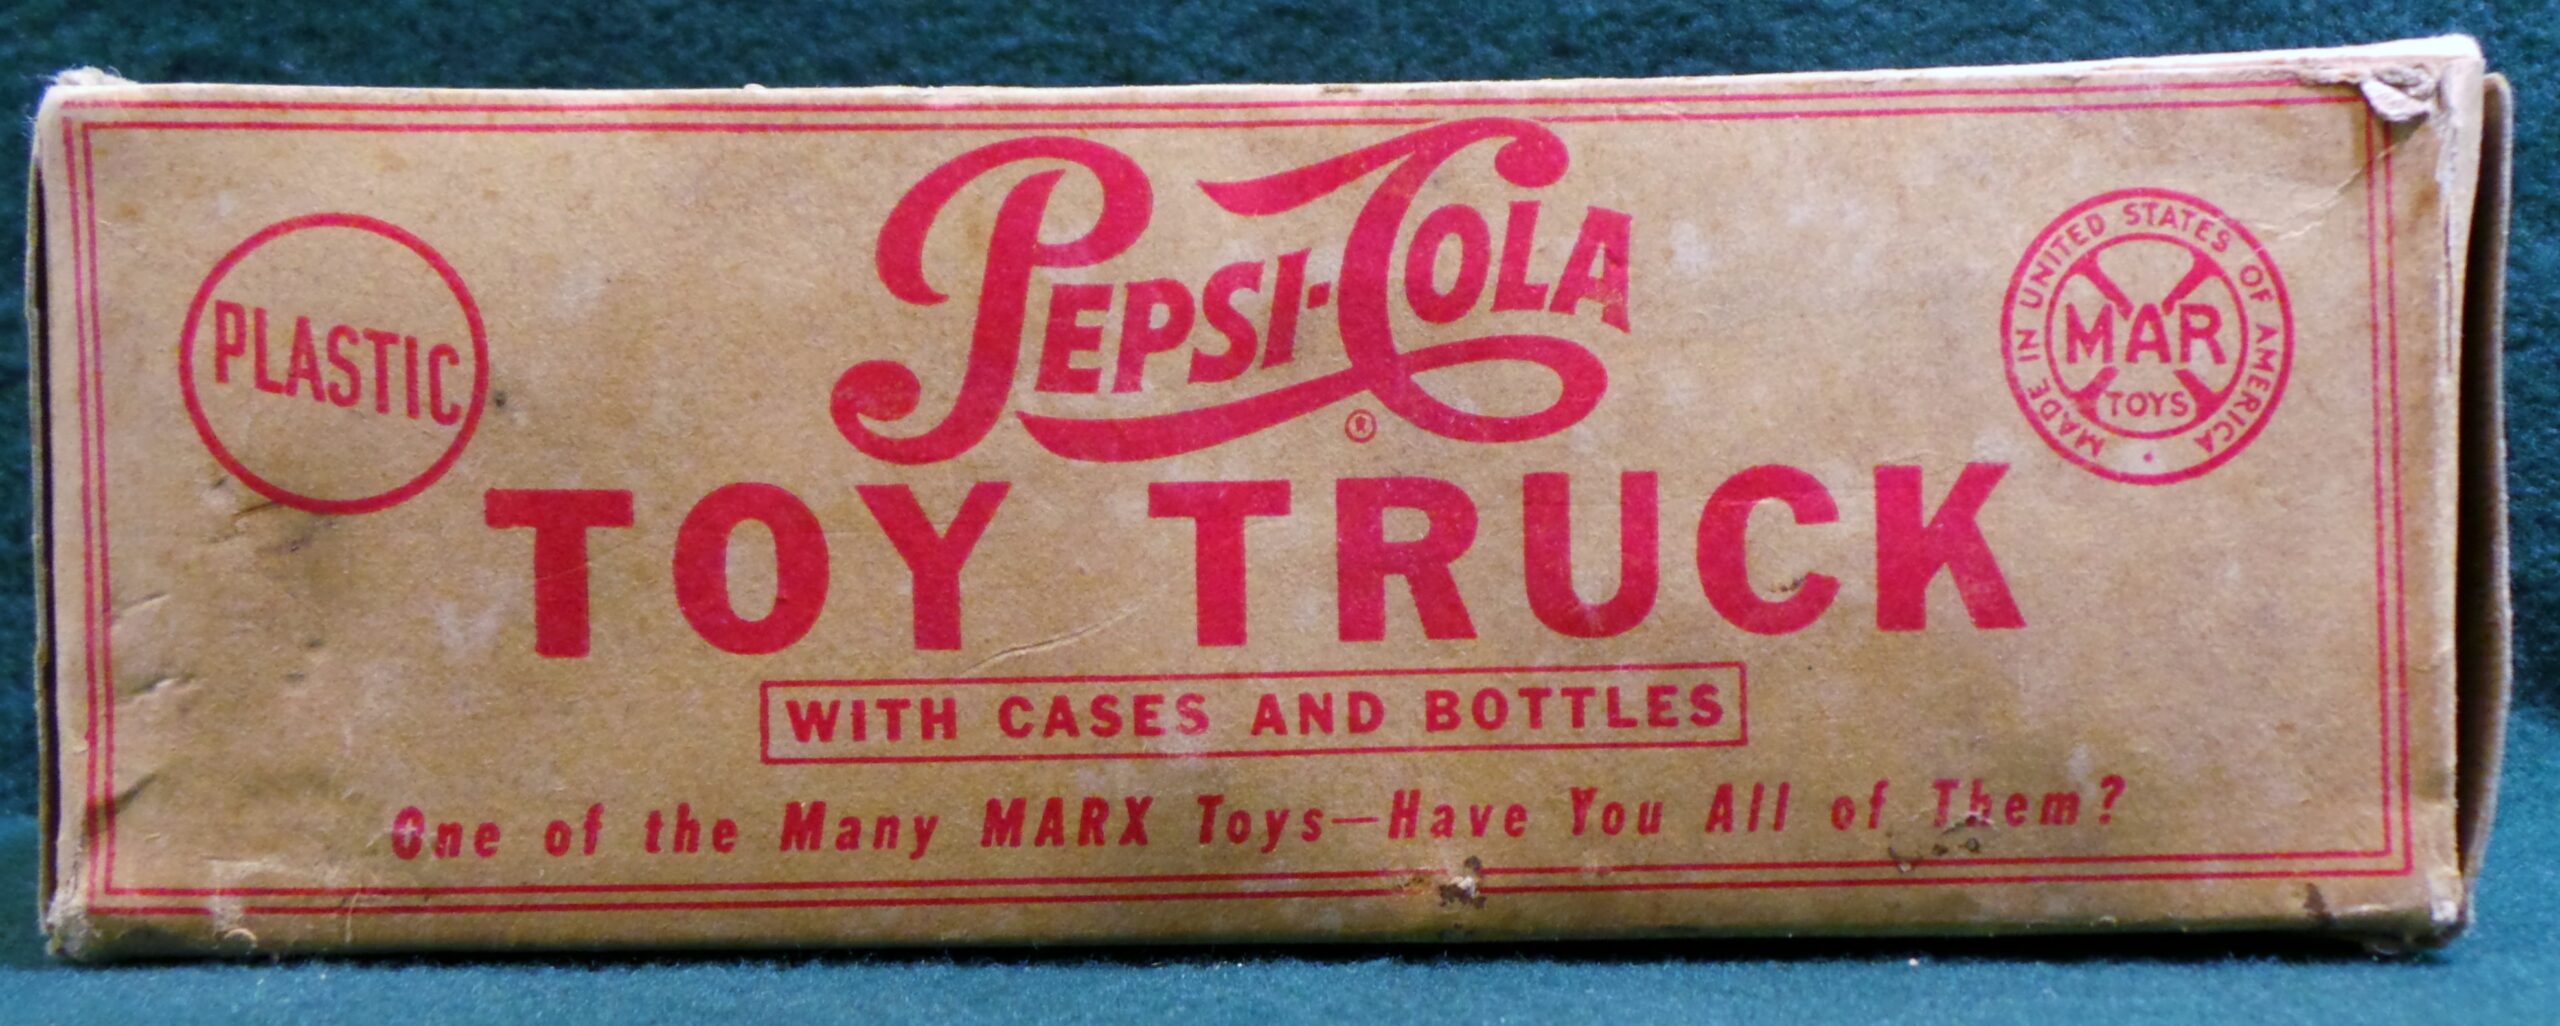 PEPSI-COLA
®
PLASTIC
MADE IN UNITED STATES OF AMERICA
MAR
TOYS
TOY TRUCK
WITH CASES AND BOTTLES
One of the Many MARX Toys—Have You All of Them?